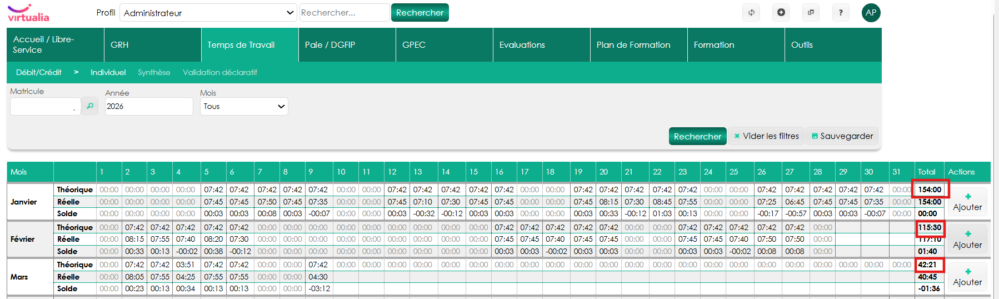 virtualia
Profil Administrateur Rechercher... Rechercher ? AP
Accueil / Libre-Service GRH Temps de Travail Paie / DGFIP GPEC Evaluations Plan de Formation Formation Outils
Débit/Crédit > Individuel Synthèse Validation déclaratif
Matricule Année Mois
. 2026 Tous
Rechercher Vider les filtres Sauvegarder
Mois 1 2 3 4 5 6 7 8 9 10 11 12 13 14 15 16 17 18 19 20 21 22 23 24 25 26 27 28 29 30 31 Total Actions
Janvier
Théorique 00:00 00:00 00:00 00:00 07:42 07:42 07:42 07:42 07:42 00:00 00:00 07:42 07:42 07:42 07:42 07:42 00:00 00:00 07:42 07:42 07:42 07:42 07:42 00:00 00:00 07:42 07:42 07:42 07:42 07:42 00:00 154:00
Réelle 00:00 00:00 00:00 00:00 07:45 07:45 07:50 07:45 07:35 00:00 00:00 07:45 07:10 07:30 07:45 07:45 00:00 00:00 07:45 08:15 07:30 08:45 07:55 00:00 00:00 07:25 06:45 07:45 07:45 07:35 00:00 154:00
Solde 00:00 00:00 00:00 00:00 00:03 00:03 00:08 00:03 -00:07 00:00 00:00 00:03 -00:32 -00:12 00:03 00:03 00:00 00:00 00:03 00:33 -00:12 01:03 00:13 00:00 00:00 -00:17 -00:57 00:03 00:03 -00:07 00:00 00:00
Ajouter
Février
Théorique 00:00 07:42 07:42 07:42 07:42 07:42 00:00 00:00 00:00 00:00 00:00 00:00 00:00 00:00 00:00 07:42 07:42 07:42 07:42 07:42 00:00 00:00 07:42 07:42 07:42 07:42 07:42 00:00 115:30
Réelle 00:00 08:15 07:55 07:40 08:20 07:30 00:00 00:00 00:00 00:00 00:00 00:00 00:00 00:00 00:00 07:45 07:45 07:40 07:45 07:45 00:00 00:00 07:45 07:45 07:40 07:50 07:50 00:00 117:10
Solde 00:00 00:33 00:13 -00:02 00:38 -00:12 00:00 00:00 00:00 00:00 00:00 00:00 00:00 00:00 00:00 00:03 00:03 -00:02 00:03 00:03 00:00 00:00 00:03 00:03 -00:02 00:08 00:08 00:00 01:40
Ajouter
Mars
Théorique 00:00 07:42 07:42 03:51 07:42 07:42 00:00 00:00 07:42 00:00 00:00 00:00 00:00 00:00 00:00 00:00 00:00 00:00 00:00 00:00 00:00 00:00 00:00 00:00 00:00 00:00 00:00 00:00 00:00 00:00 00:00 42:21
Réelle 00:00 08:05 07:55 04:25 07:55 07:55 00:00 00:00 04:30 40:45
Solde 00:00 00:23 00:13 00:34 00:13 00:13 00:00 00:00 -03:12 -01:36
Ajouter